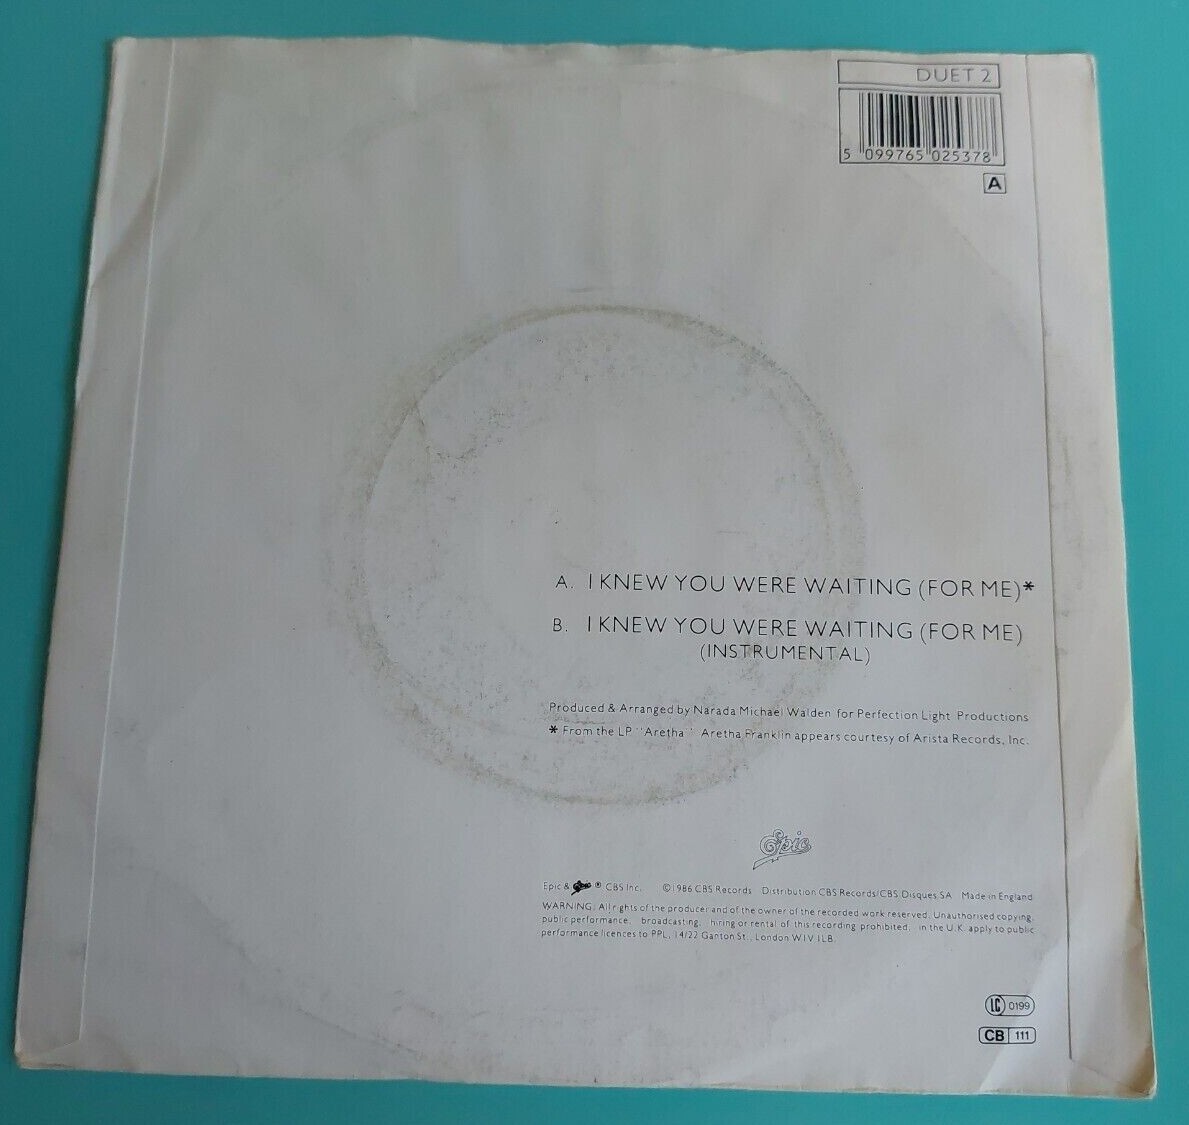 DUET 2
5 099765 025378
A
A. I KNEW YOU WERE WAITING (FOR ME)*
B. I KNEW YOU WERE WAITING (FOR ME)
(INSTRUMENTAL)
Produced & Arranged by Narada Michael Walden for Perfection Light Productions
* From the LP "Aretha" Aretha Franklin appears courtesy of Arista Records, Inc.
Epic
Epic & Epic ® CBS Inc. ©1986 CBS Records Distribution CBS Records/CBS Disques SA Made in England
WARNING: All rights of the producer and of the owner of the recorded work reserved. Unauthorised copying,
public performance, broadcasting, hiring or rental of this recording prohibited. in the U.K. apply to public
performance licences to PPL, 14/22 Ganton St., London W1V 1LB.
LC 0199
CB 111